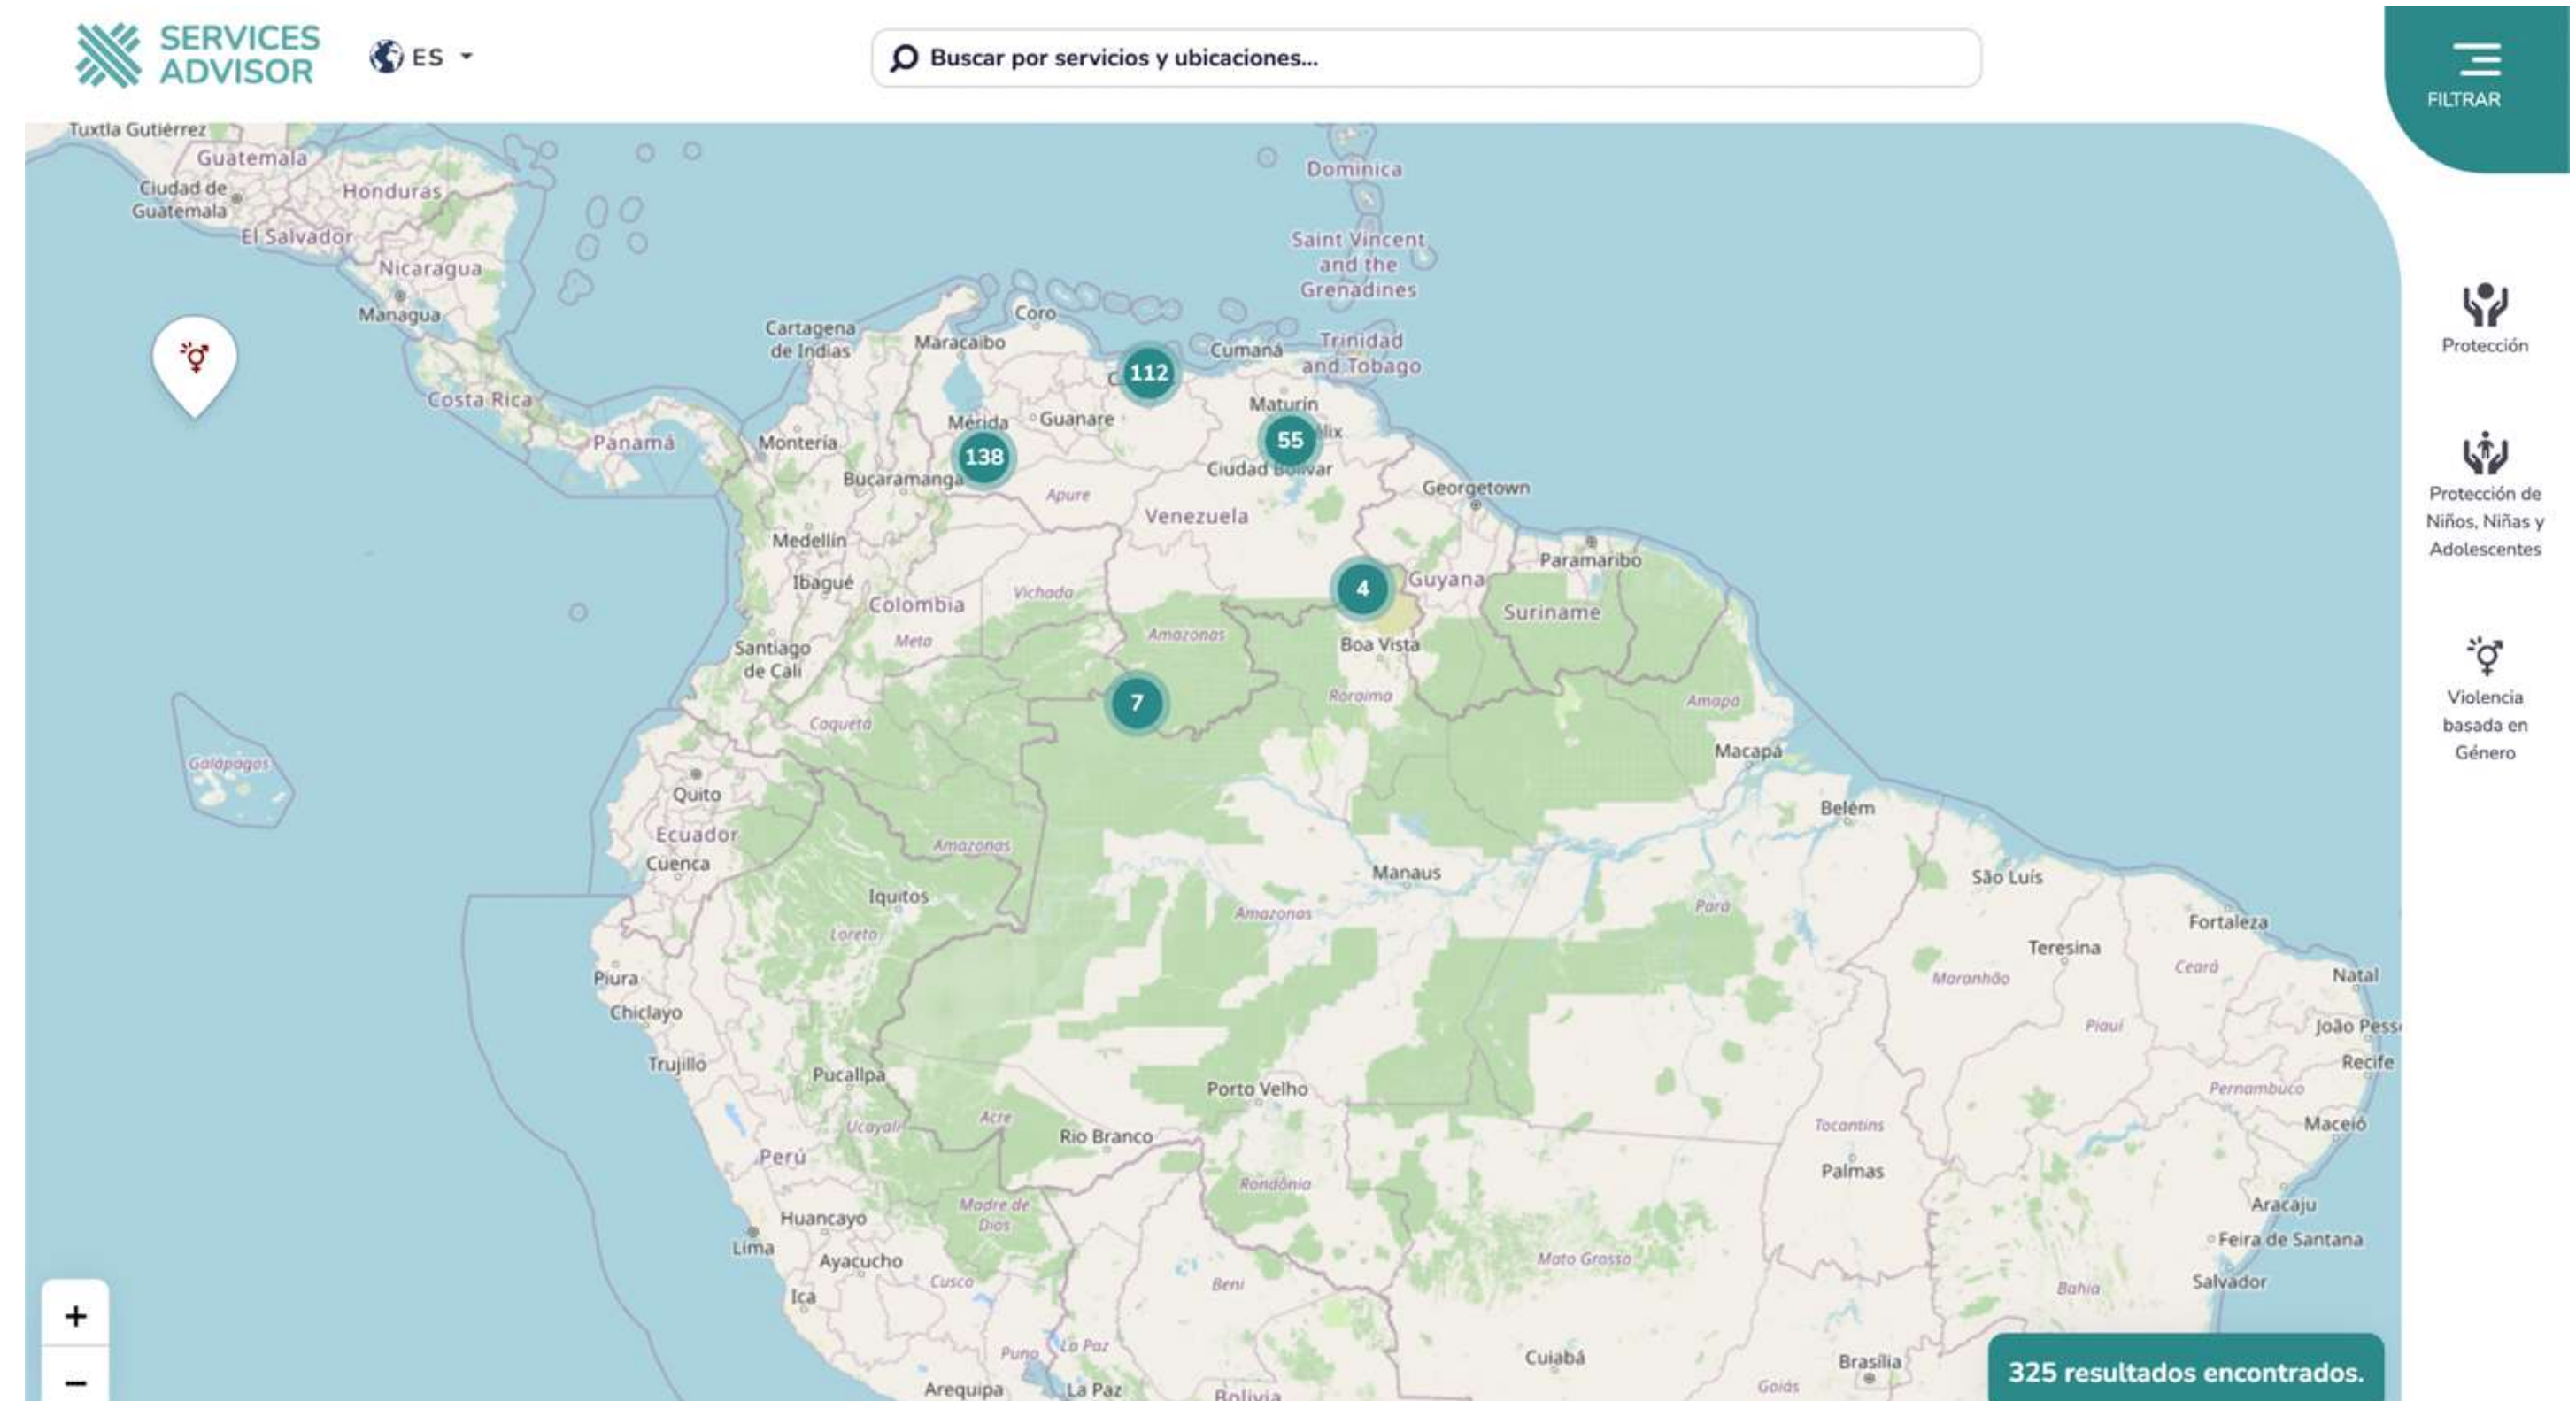 SERVICES
ADVISOR
ES
Buscar por servicios y ubicaciones...
FILTRAR
Tuxtla Gutiérrez
Guatemala
Ciudad de
Guatemala
Honduras
El Salvador
Nicaragua
Managua
Costa Rica
Panamá
Dominica
Saint Vincent
and the
Grenadines
Trinidad
and Tobago
Cartagena
de Indias
Maracaibo
Coro
Cumaná
112
Maturín
55
Mérida
Guanare
138
Montería
Bucaramanga
Ciudad Bolívar
Apure
Venezuela
Georgetown
Medellín
Paramaribo
Ibagué
Vichada
4
Guyana
Colombia
Suriname
Meta
Amazonas
Boa Vista
Santiago
de Cali
7
Roraima
Amapá
Caquetá
Macapá
Galápagos
Quito
Belém
Ecuador
Amazonas
Cuenca
Manaus
São Luís
Iquitos
Amazonas
Pará
Fortaleza
Loreto
Teresina
Ceará
Piura
Maranhão
Natal
Chiclayo
Piauí
João Pess
Trujillo
Recife
Pucallpa
Porto Velho
Pernambuco
Acre
Ucayali
Rio Branco
Tocantins
Maceió
Perú
Palmas
Rondônia
Madre de
Dios
Aracaju
Huancayo
Lima
Feira de Santana
Ayacucho
Mato Grosso
Cusco
Beni
Salvador
Bahia
Ica
Puno
La Paz
Cuiabá
Brasília
Arequipa
La Paz
Bolivia
Goiás
325 resultados encontrados.
+
−
Protección
Protección de
Niños, Niñas y
Adolescentes
Violencia
basada en
Género